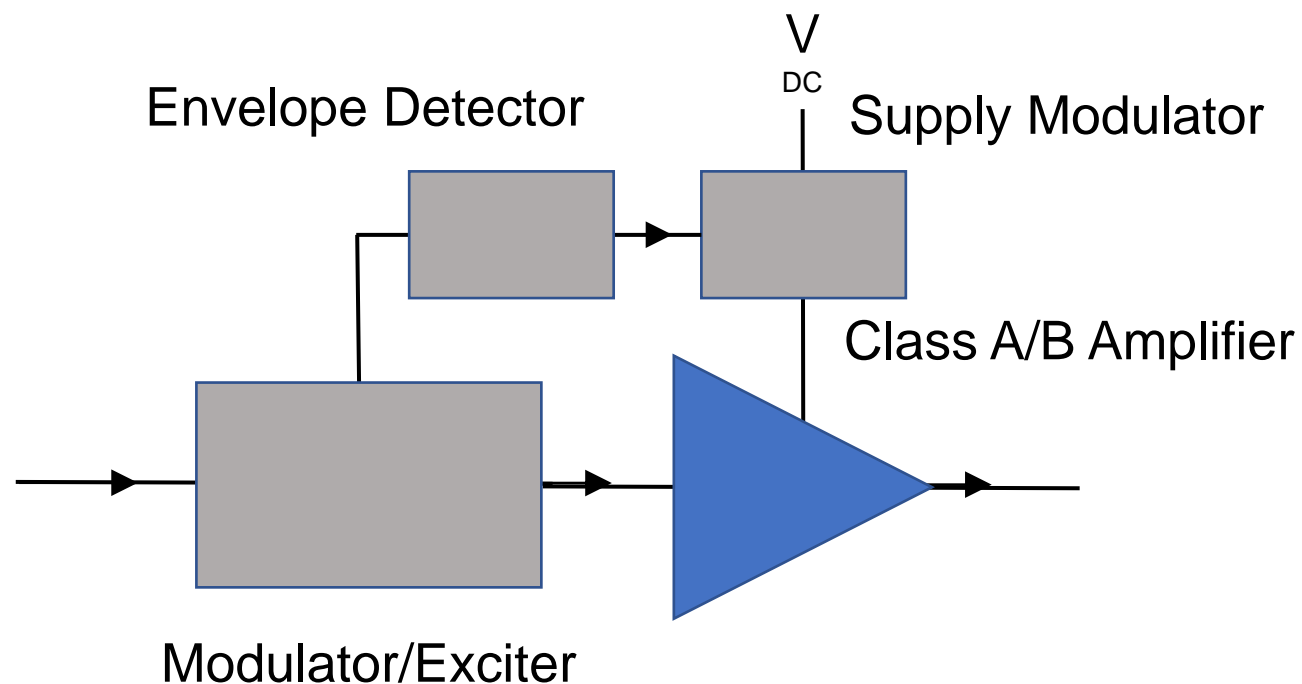 V
DC
Envelope Detector
Supply Modulator
Class A/B Amplifier
Modulator/Exciter